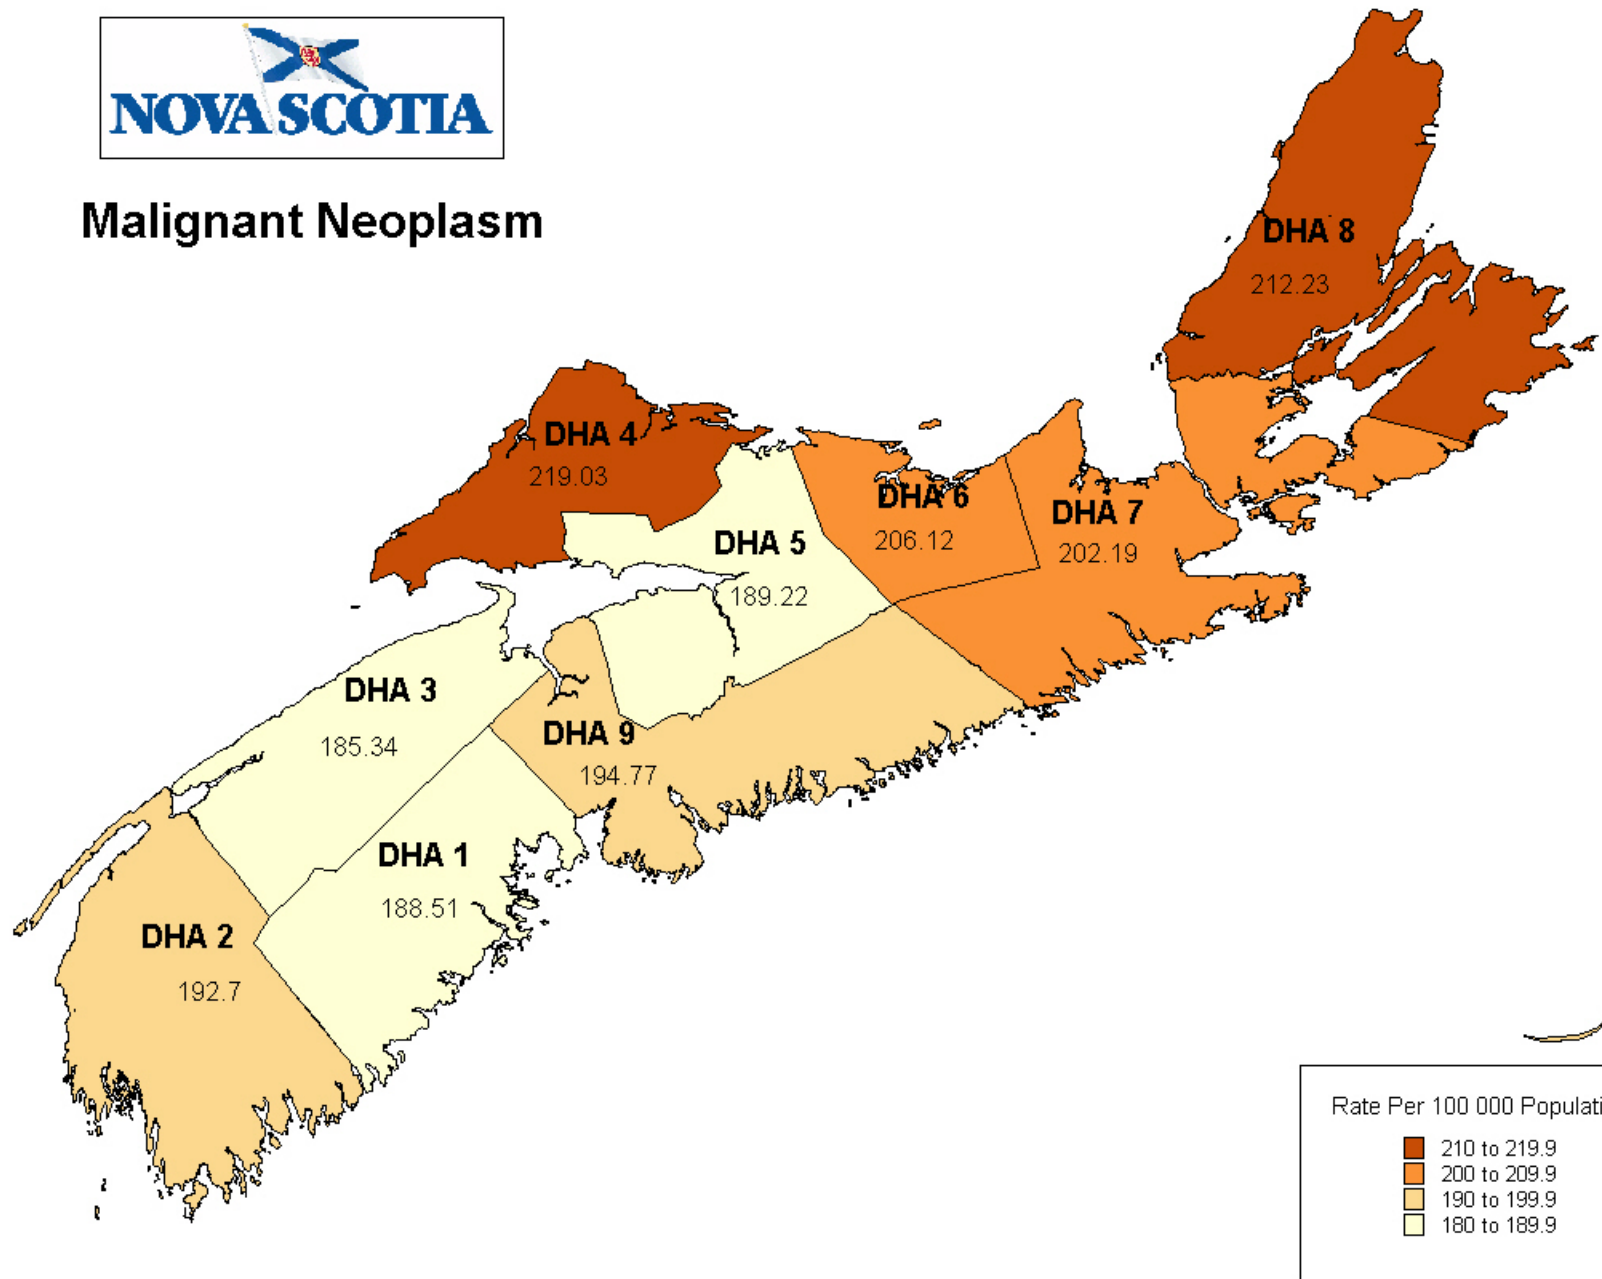 NOVA SCOTIA
Malignant Neoplasm
DHA 8
212.23
DHA 4
219.03
DHA 6
206.12
DHA 7
202.19
DHA 5
189.22
DHA 3
185.34
DHA 9
194.77
DHA 1
188.51
DHA 2
192.7
Rate Per 100 000 Populati
210 to 219.9
200 to 209.9
190 to 199.9
180 to 189.9